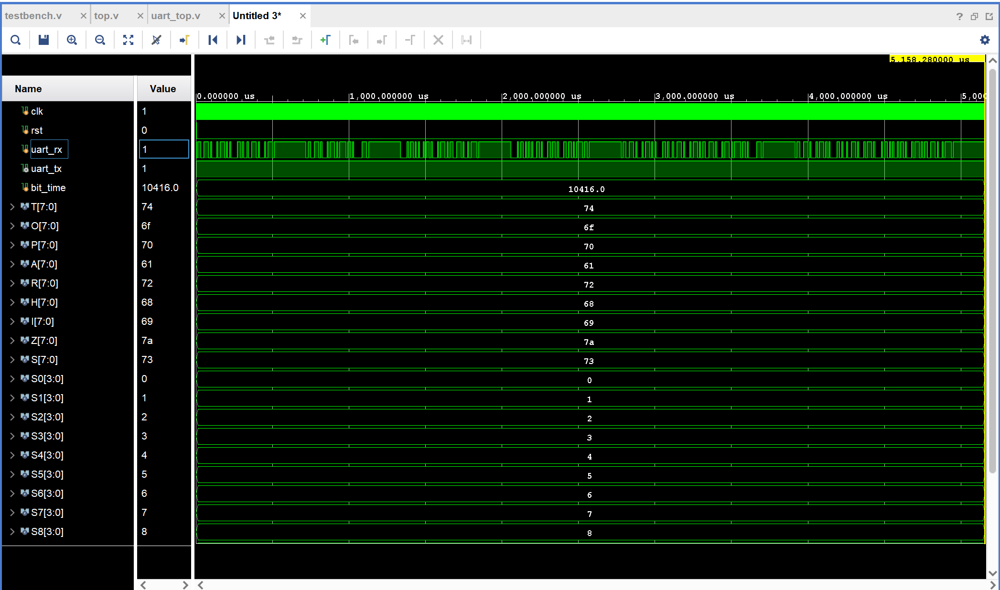 testbench.v top.v uart_top.v Untitled 3*
5,158.280000 us
Name Value
0.000000 us 1,000.000000 us 2,000.000000 us 3,000.000000 us 4,000.000000 us 5,000
clk 1
rst 0
uart_rx 1
uart_tx 1
bit_time 10416.0 10416.0
T[7:0] 74 74
O[7:0] 6f 6f
P[7:0] 70 70
A[7:0] 61 61
R[7:0] 72 72
H[7:0] 68 68
I[7:0] 69 69
Z[7:0] 7a 7a
S[7:0] 73 73
S0[3:0] 0 0
S1[3:0] 1 1
S2[3:0] 2 2
S3[3:0] 3 3
S4[3:0] 4 4
S5[3:0] 5 5
S6[3:0] 6 6
S7[3:0] 7 7
S8[3:0] 8 8